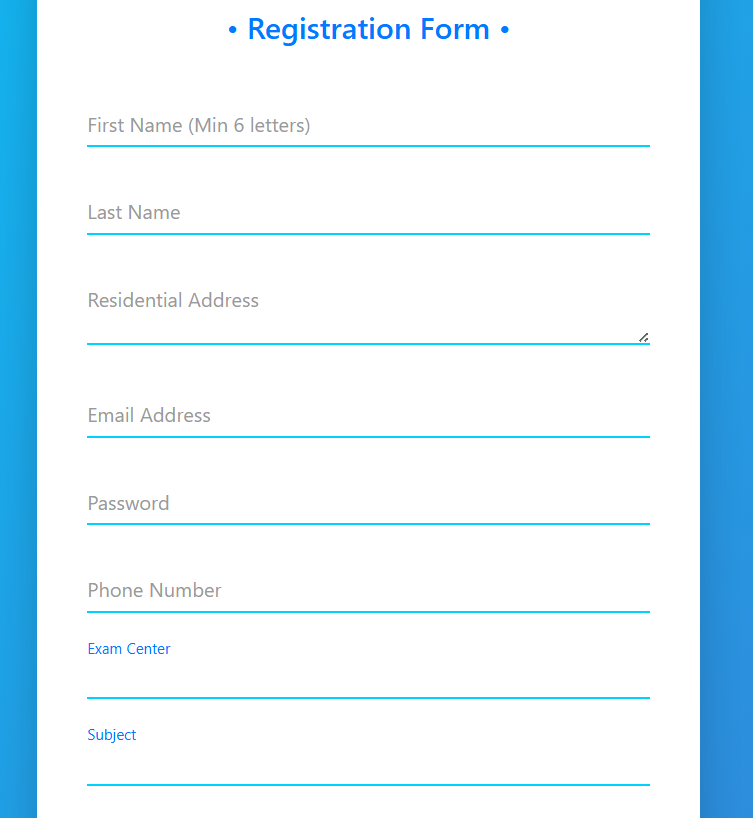 • Registration Form •
First Name (Min 6 letters)
Last Name
Residential Address
Email Address
Password
Phone Number
Exam Center
Subject